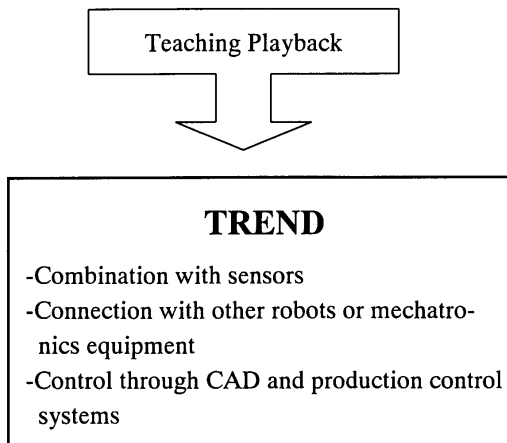 Teaching Playback
TREND
-Combination with sensors
-Connection with other robots or mechatro-
nics equipment
-Control through CAD and production control
systems